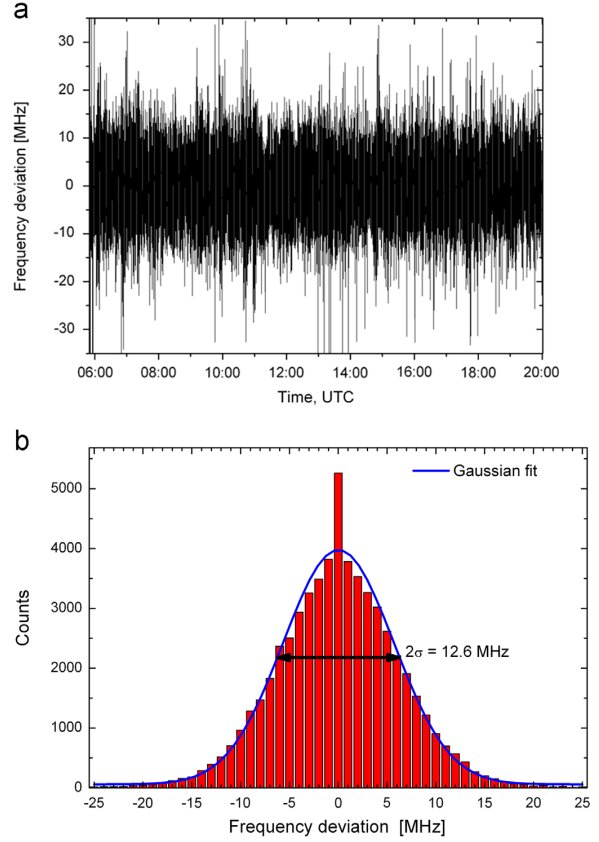 a
Frequency deviation [MHz]
30
20
10
0
-10
-20
-30
06:00 08:00 10:00 12:00 14:00 16:00 18:00 20:00
Time, UTC
b
Counts
5000
4000
3000
2000
1000
0
Gaussian fit
2σ = 12.6 MHz
-25 -20 -15 -10 -5 0 5 10 15 20 25
Frequency deviation [MHz]